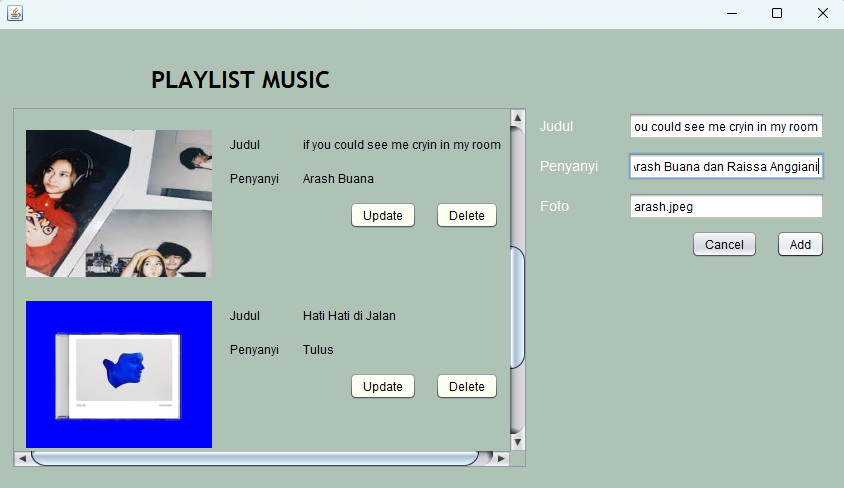 PLAYLIST MUSIC
Judul if you could see me cryin in my room
Penyanyi Arash Buana
Update Delete
Judul Hati Hati di Jalan
Penyanyi Tulus
Update Delete
Judul ou could see me cryin in my room
Penyanyi Arash Buana dan Raissa Anggiani
Foto arash.jpeg
Cancel Add